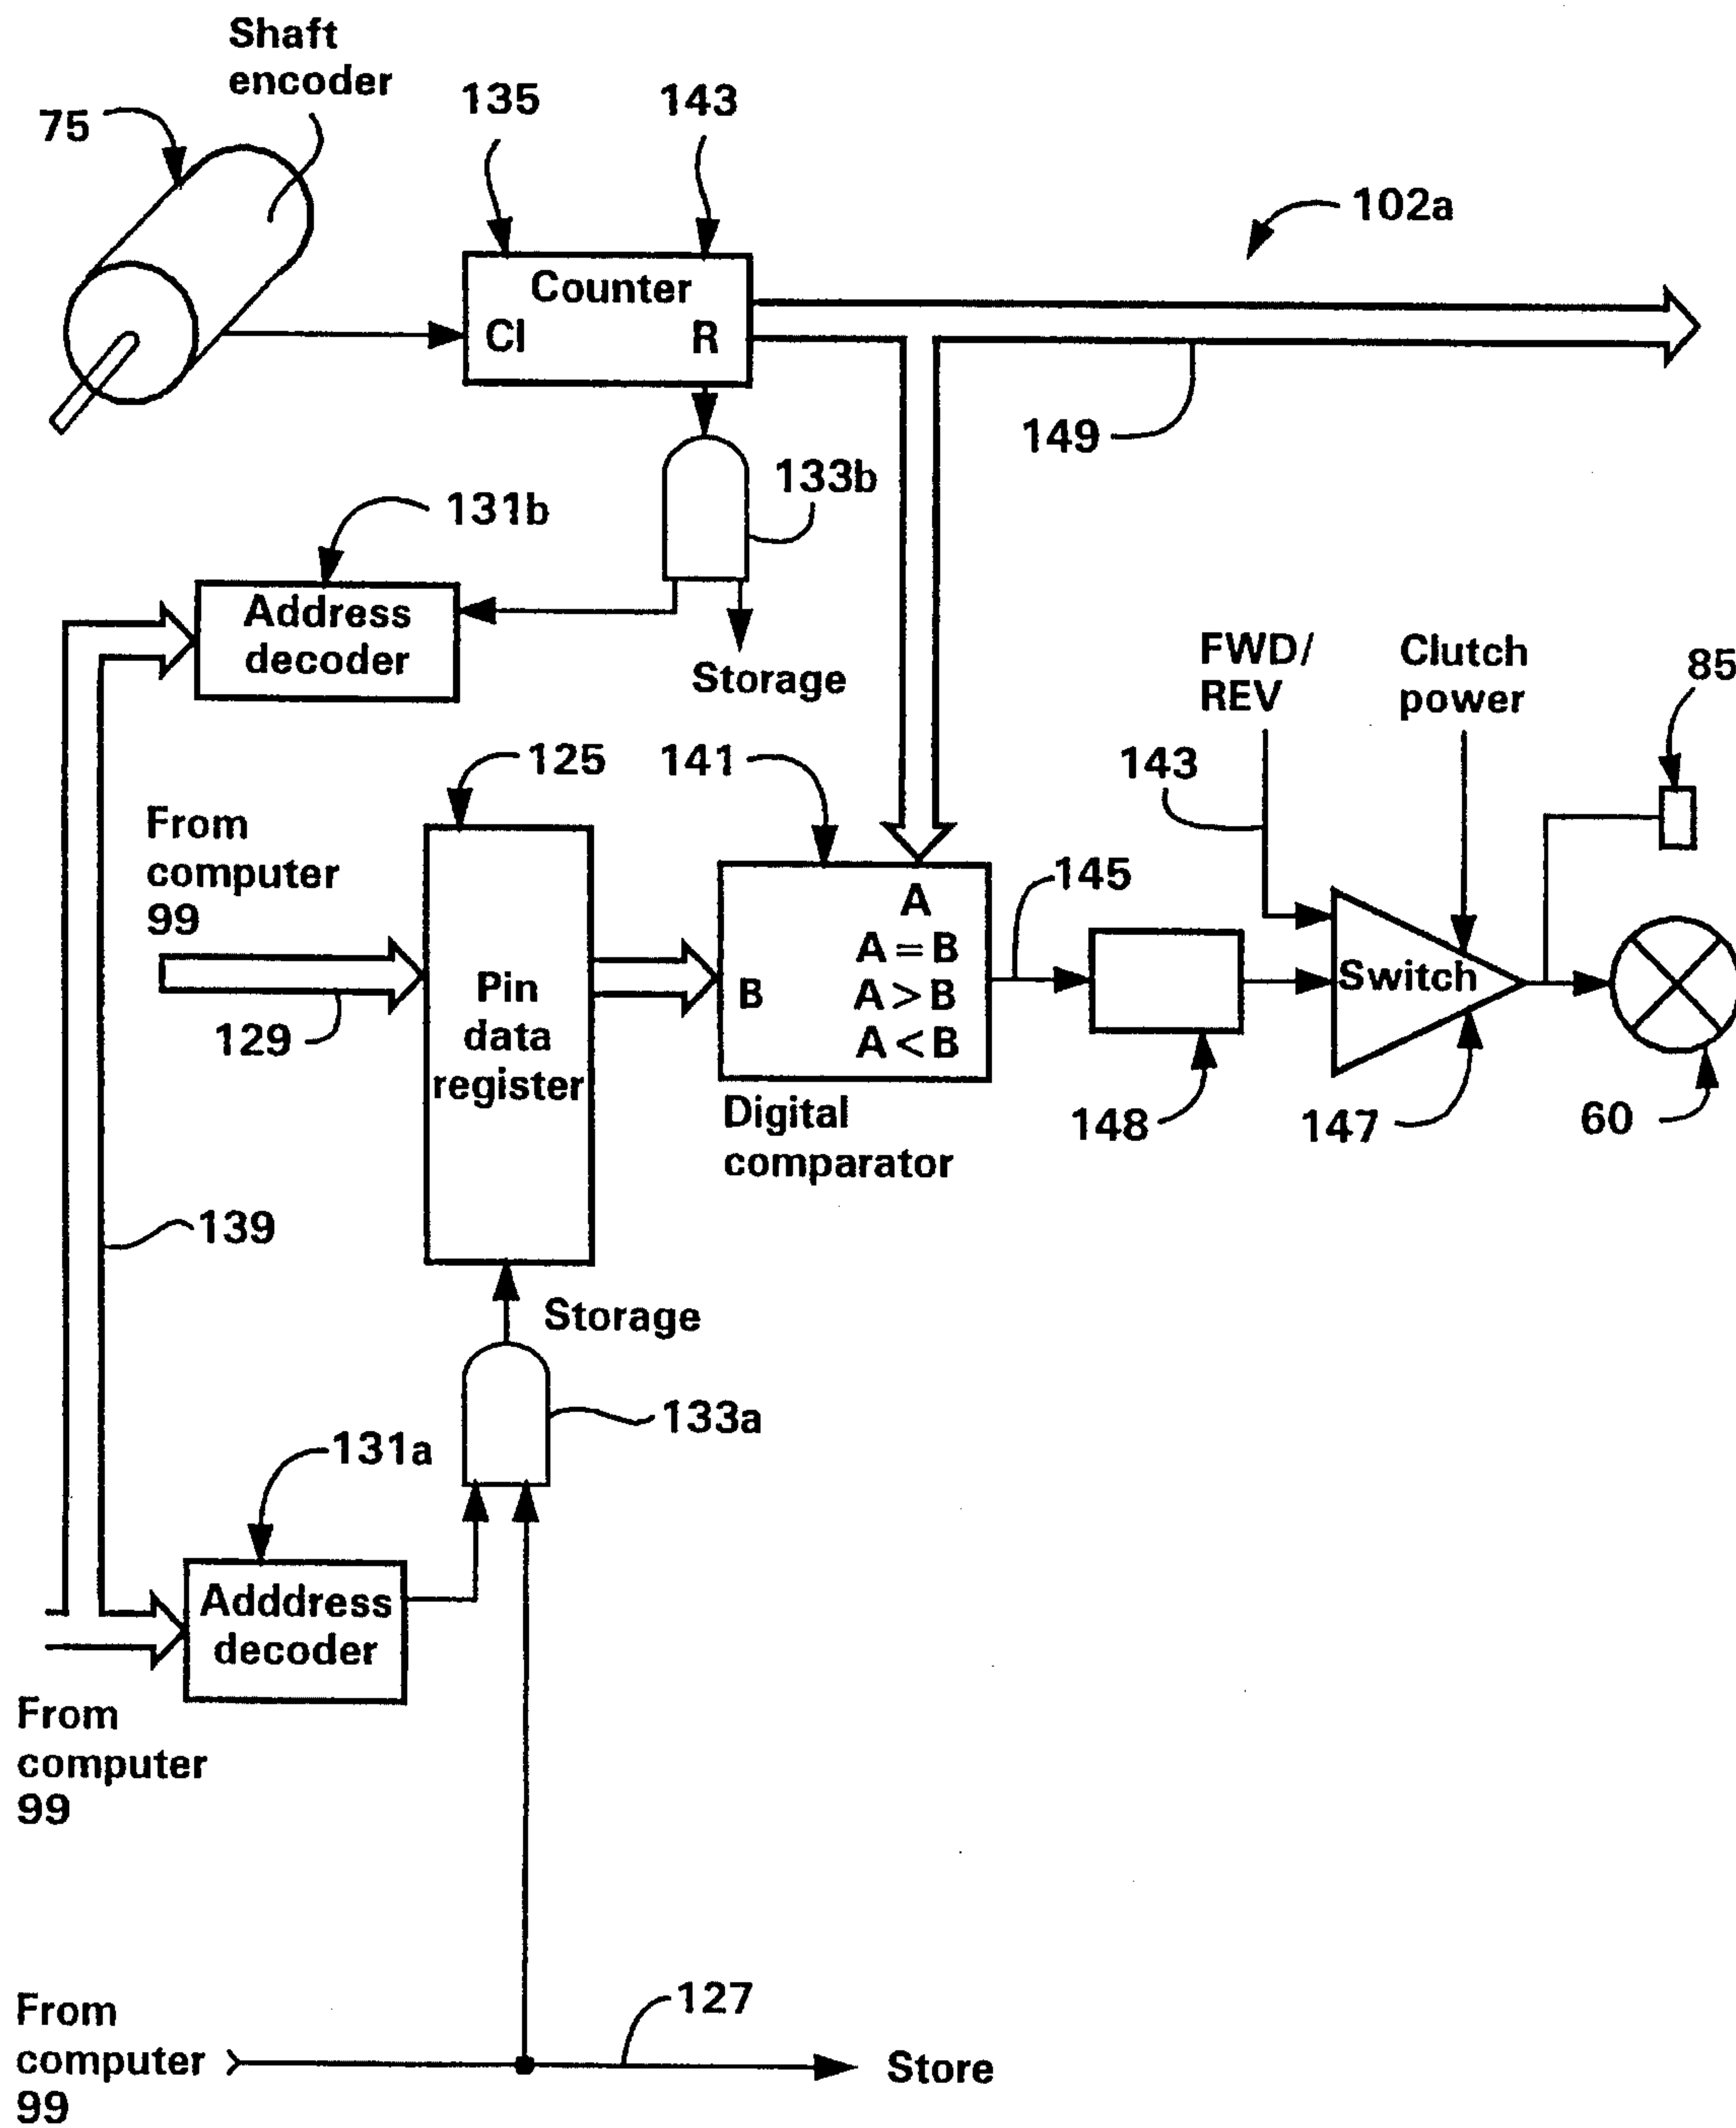 Shaft
encoder
75
135
143
102a
Counter
CI
R
149
133b
131b
Address
decoder
Storage
FWD/
REV
Clutch
power
85
125
141
143
From
computer
99
145
A
A = B
A > B
A < B
B
Pin
data
register
Switch
129
Digital
comparator
148
147
60
139
Storage
133a
131a
Adddress
decoder
From
computer
99
127
From
computer
99
Store